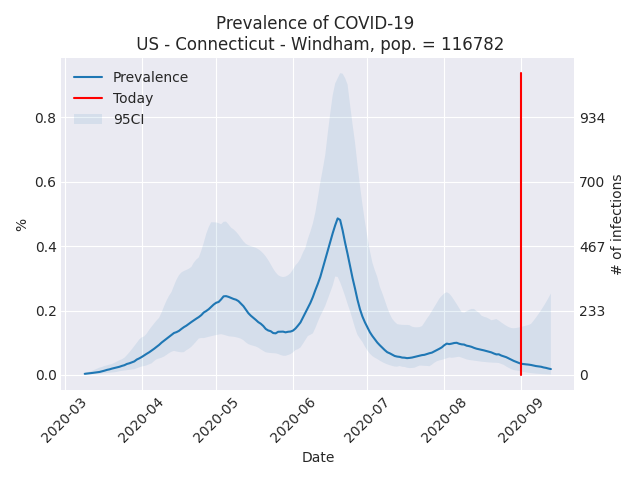 Prevalence of COVID-19
US - Connecticut - Windham, pop. = 116782
Prevalence
Today
95CI
0.8
0.6
0.4
0.2
0.0
%
934
700
467
233
0
# of infections
2020-03
2020-04
2020-05
2020-06
2020-07
2020-08
2020-09
Date